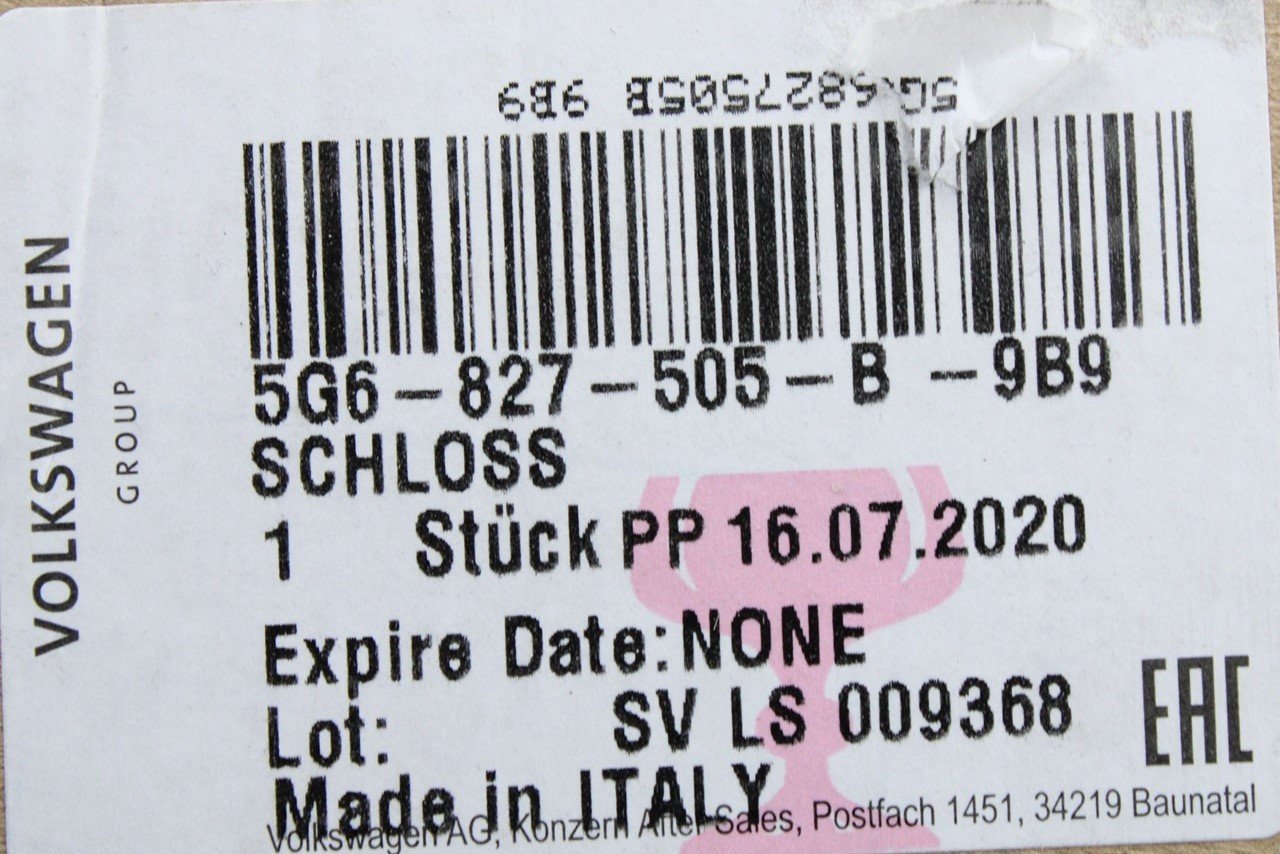 5G6827505B 9B9
VOLKSWAGEN
GROUP
5G6-827-505-B -9B9
SCHLOSS
1 Stück PP 16.07.2020
Expire Date:NONE
Lot: SV LS 009368
EAC
Made in ITALY
Volkswagen AG, Konzern After Sales, Postfach 1451, 34219 Baunatal